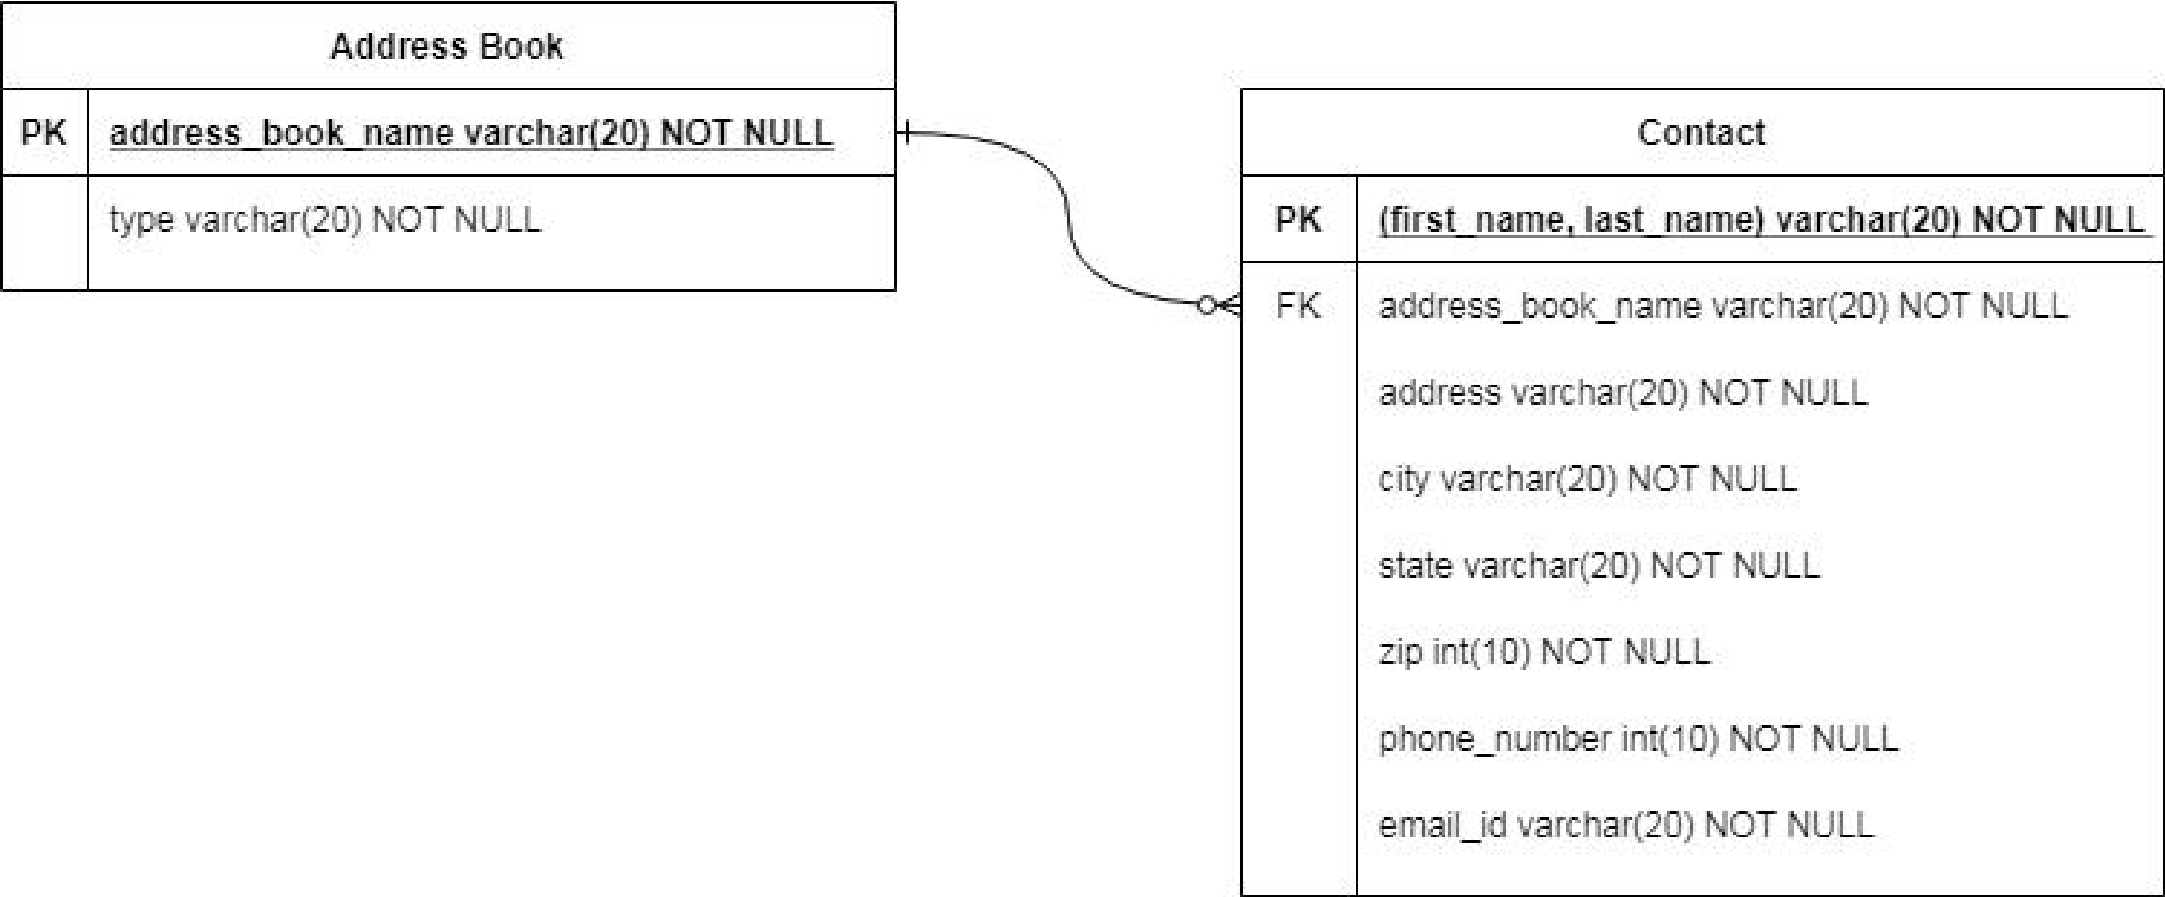 Address Book
PK address_book_name varchar(20) NOT NULL
type varchar(20) NOT NULL
Contact
PK (first_name, last_name) varchar(20) NOT NULL
FK address_book_name varchar(20) NOT NULL
address varchar(20) NOT NULL
city varchar(20) NOT NULL
state varchar(20) NOT NULL
zip int(10) NOT NULL
phone_number int(10) NOT NULL
email_id varchar(20) NOT NULL